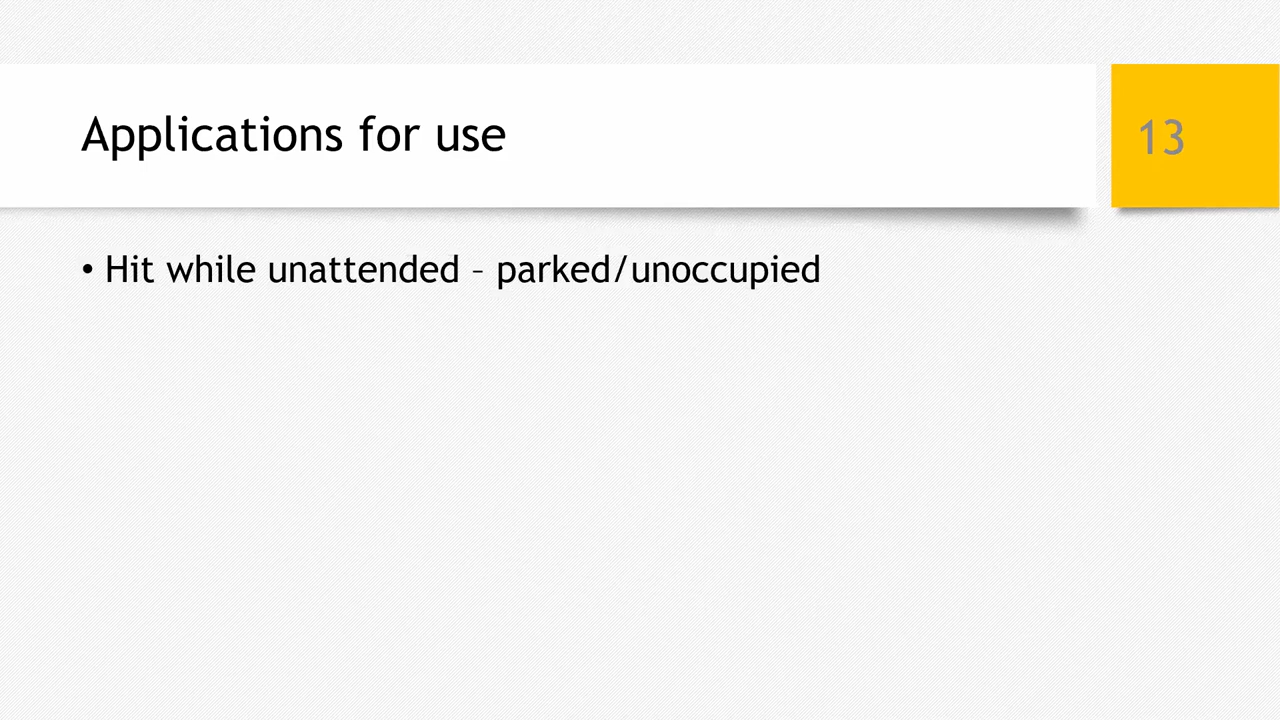 Applications for use
13
• Hit while unattended – parked/unoccupied